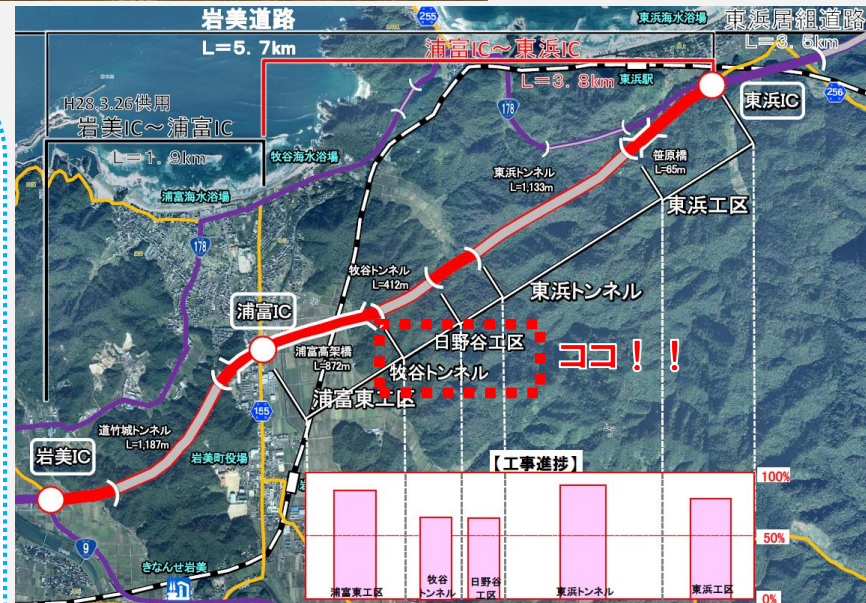 岩美道路
L=5.7km
255
東浜海水浴場
東浜居組道路
L=3.5km
浦富IC～東浜IC
L=3.8km
東浜駅
東浜IC
256
H28.3.26供用
岩美IC～浦富IC
L=1.9km
牧谷海水浴場
浦富海水浴場
178
178
笹原橋
L=65m
東浜トンネル
L=1,133m
東浜工区
牧谷トンネル
L=412m
東浜トンネル
浦富IC
日野谷工区
ココ！！
浦富高架橋
L=872m
牧谷トンネル
浦富東工区
155
道竹城トンネル
L=1,187m
岩美町役場
岩美IC
9
きなんせ岩美
【工事進捗】
100%
50%
0%
浦富東工区
牧谷
トンネル
日野谷
工区
東浜トンネル
東浜工区